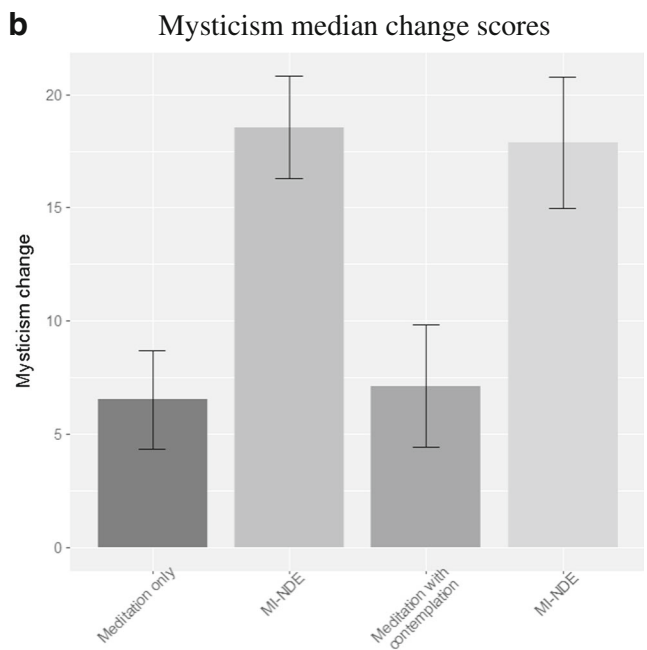 b
Mysticism median change scores
Mysticism change
20
15
10
5
0
Meditation only
MI-NDE
Meditation with
contemplation
MI-NDE